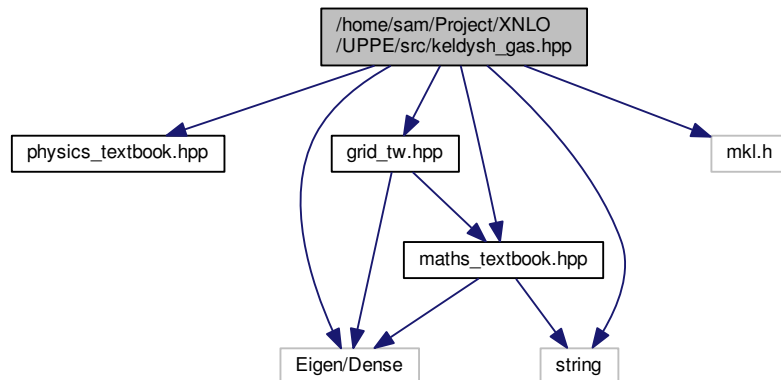 /home/sam/Project/XNLO
/UPPE/src/keldysh_gas.hpp
physics_textbook.hpp
grid_tw.hpp
mkl.h
maths_textbook.hpp
Eigen/Dense
string